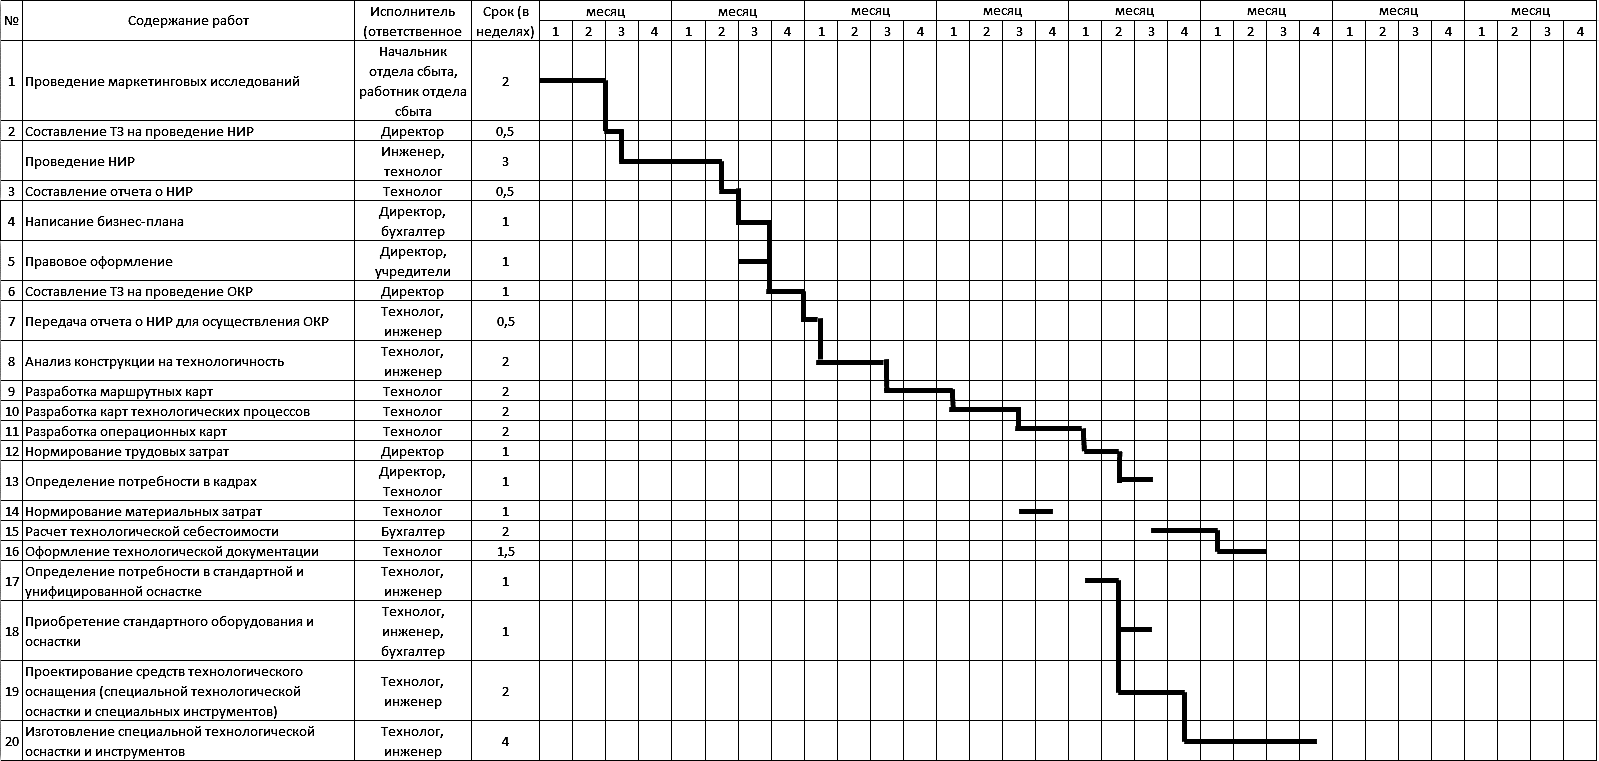 № Содержание работ Исполнитель (ответственное Срок (в неделях) месяц месяц месяц месяц месяц месяц месяц месяц
1 2 3 4 1 2 3 4 1 2 3 4 1 2 3 4 1 2 3 4 1 2 3 4 1 2 3 4 1 2 3 4
1 Проведение маркетинговых исследований Начальник отдела сбыта, работник отдела сбыта 2
2 Составление ТЗ на проведение НИР Директор 0,5
Проведение НИР Инженер, технолог 3
3 Составление отчета о НИР Технолог 0,5
4 Написание бизнес-плана Директор, бухгалтер 1
5 Правовое оформление Директор, учредители 1
6 Составление ТЗ на проведение ОКР Директор 1
7 Передача отчета о НИР для осуществления ОКР Технолог, инженер 0,5
8 Анализ конструкции на технологичность Технолог, инженер 2
9 Разработка маршрутных карт Технолог 2
10 Разработка карт технологических процессов Технолог 2
11 Разработка операционных карт Технолог 2
12 Нормирование трудовых затрат Директор 1
13 Определение потребности в кадрах Директор, Технолог 1
14 Нормирование материальных затрат Технолог 1
15 Расчет технологической себестоимости Бухгалтер 2
16 Оформление технологической документации Технолог 1,5
17 Определение потребности в стандартной и унифицированной оснастке Технолог, инженер 1
18 Приобретение стандартного оборудования и оснастки Технолог, инженер, бухгалтер 1
19 Проектирование средств технологического оснащения (специальной технологической оснастки и специальных инструментов) Технолог, инженер 2
20 Изготовление специальной технологической оснастки и инструментов Технолог, инженер 4